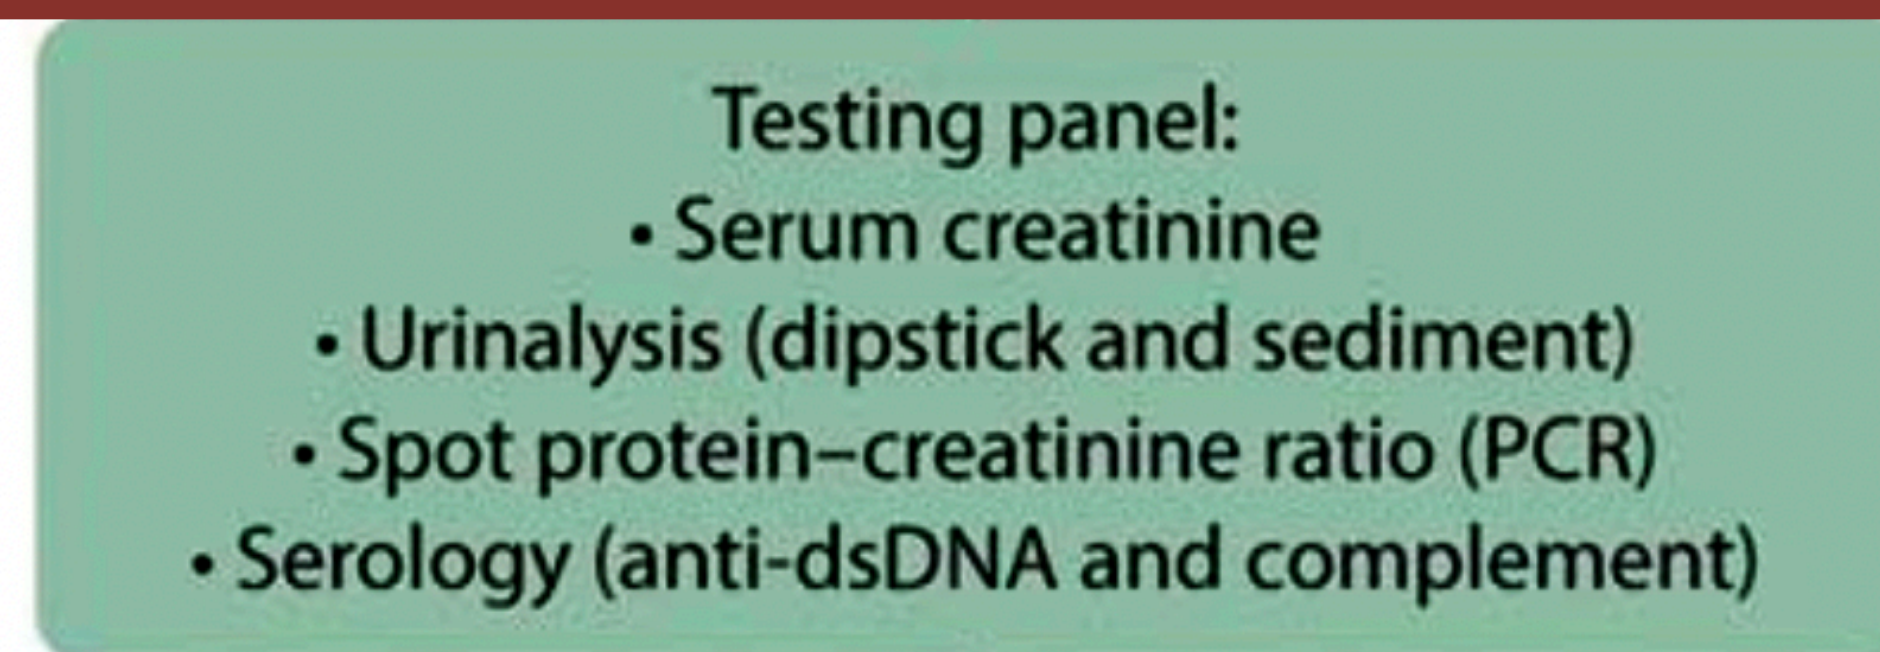 Testing panel:
• Serum creatinine
• Urinalysis (dipstick and sediment)
• Spot protein–creatinine ratio (PCR)
• Serology (anti-dsDNA and complement)